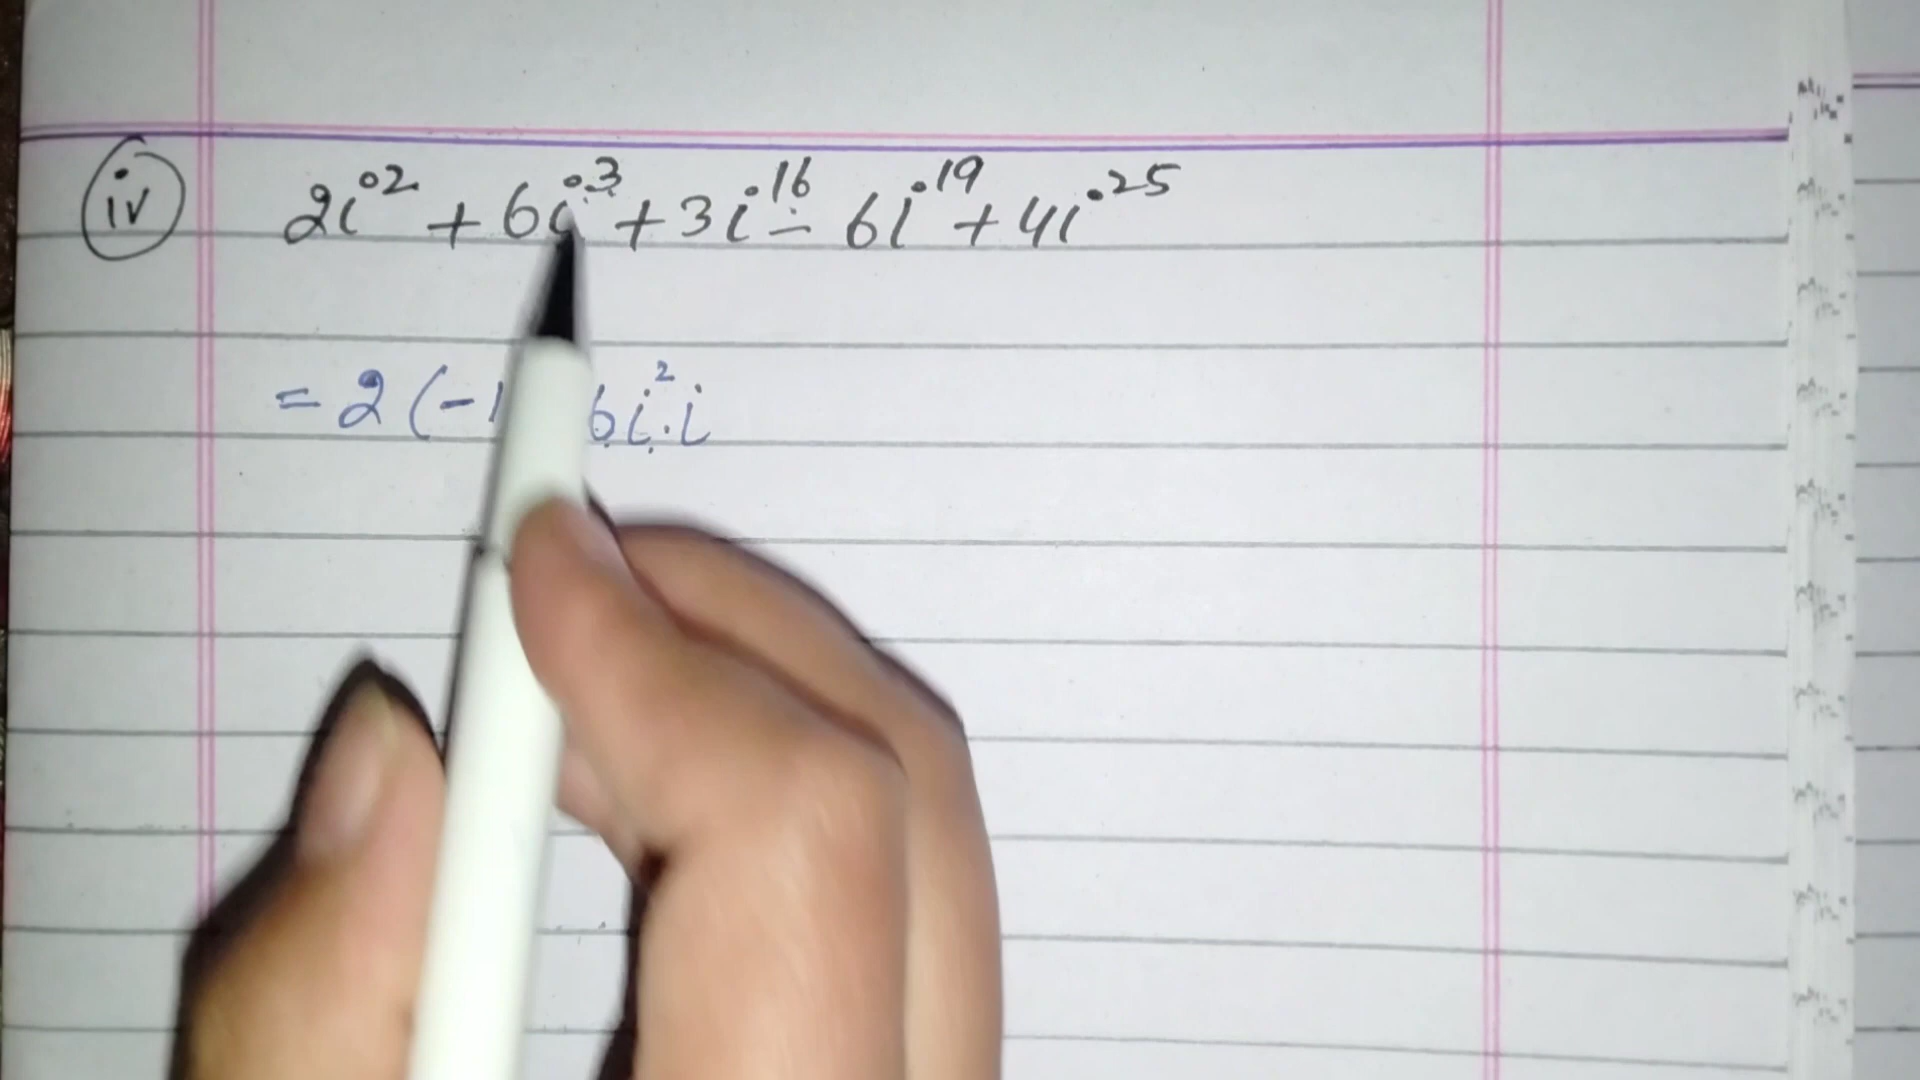 iv 2i² + 6i³ + 3i¹⁶ - 6i¹⁹ + 4i²⁵
= 2(-1 6i².i